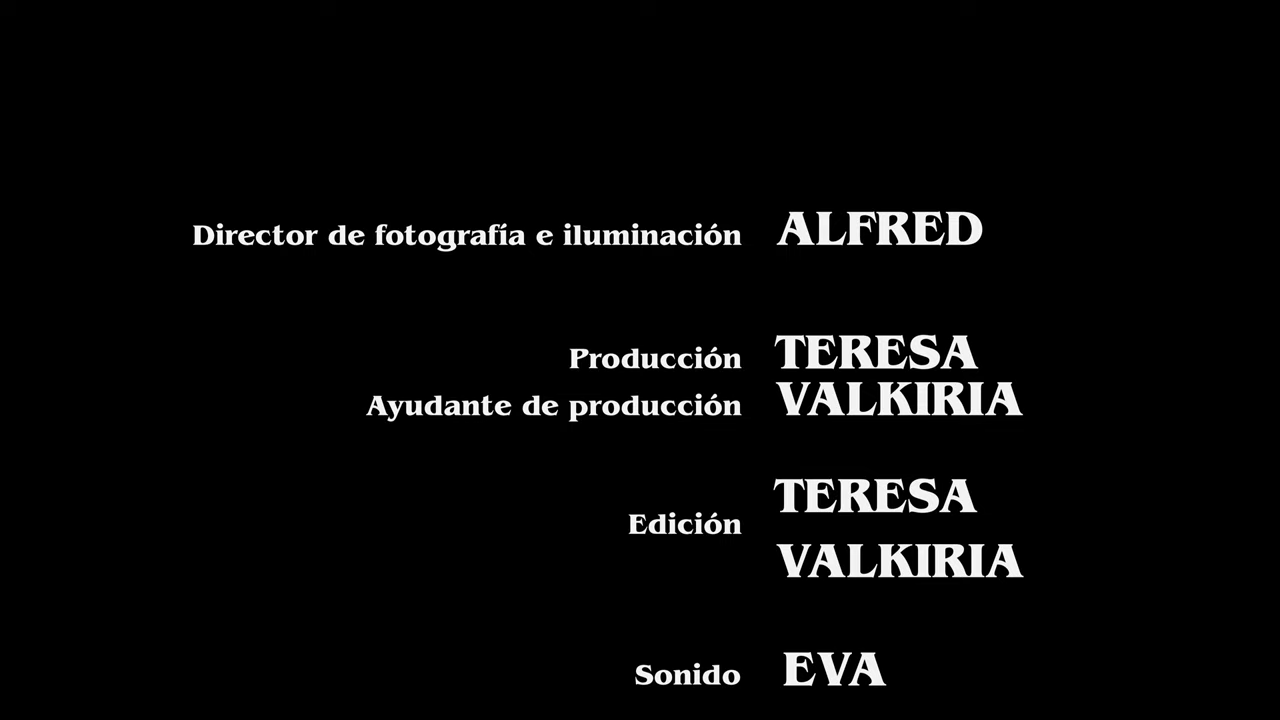 Director de fotografía e iluminación ALFRED
Producción TERESA
Ayudante de producción VALKIRIA
TERESA
Edición
VALKIRIA
Sonido EVA